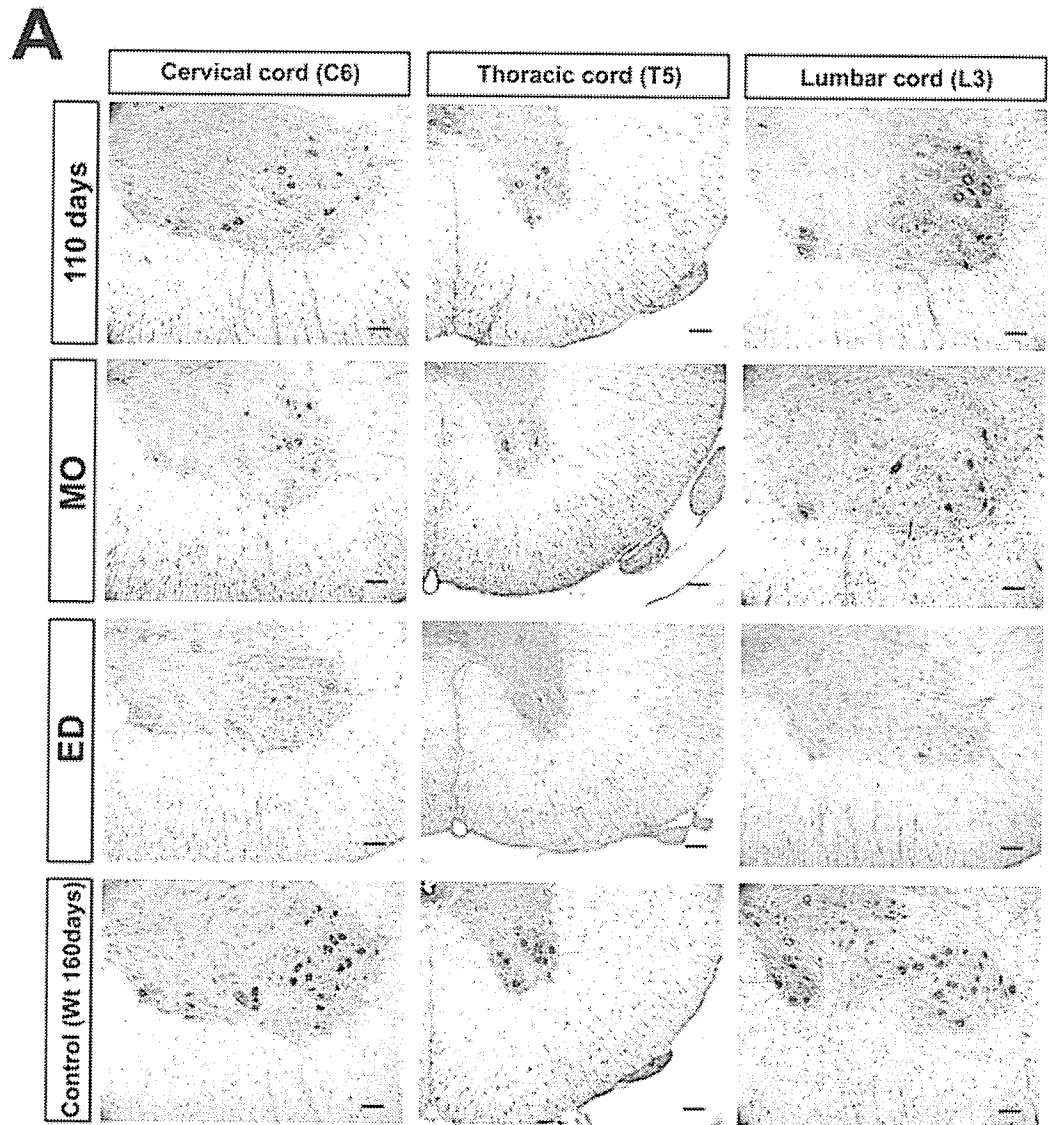 A
Cervical cord (C6)
Thoracic cord (T5)
Lumbar cord (L3)
110 days
MO
ED
Control (Wt 160days)